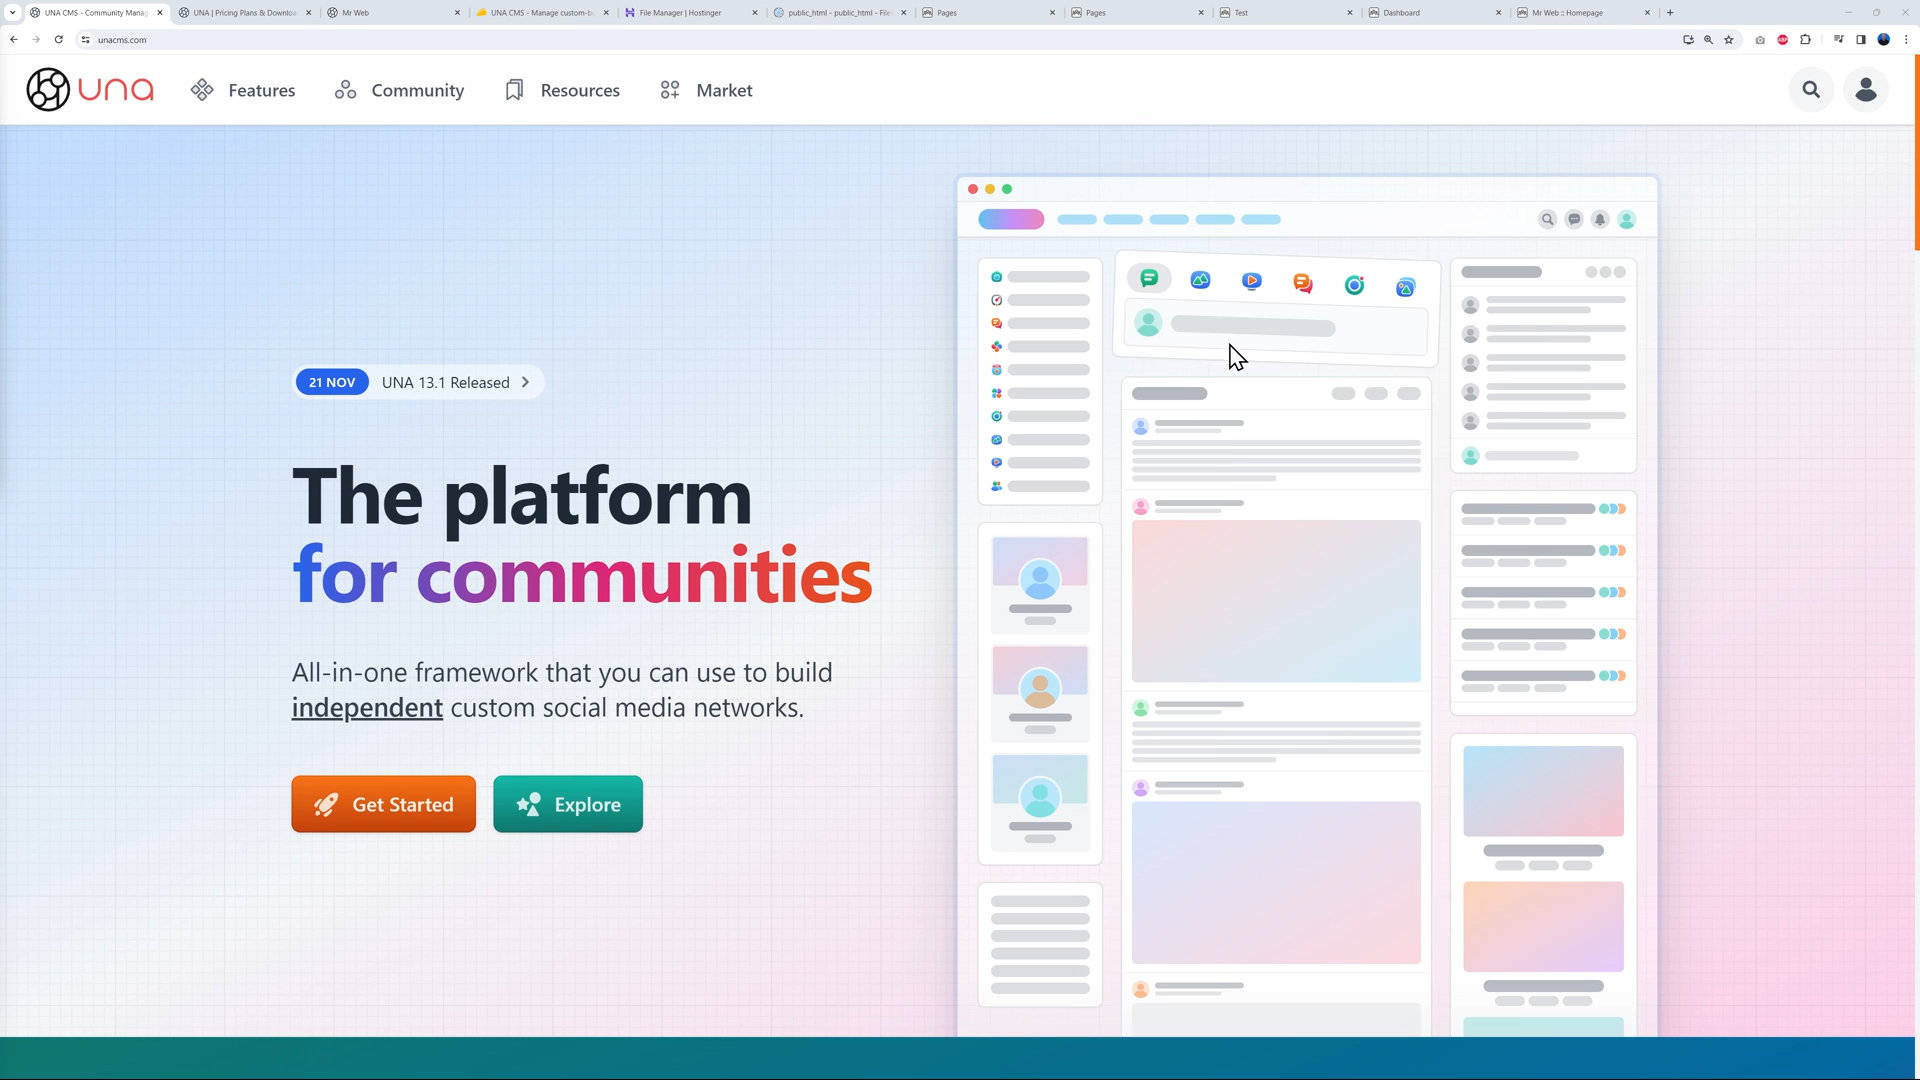 UNA CMS - Community Manag
UNA | Pricing Plans & Downloa
Mr Web
UNA CMS - Manage custom-bu
File Manager | Hostinger
public_html - public_html - File
Pages
Pages
Test
Dashboard
Mr Web :: Homepage
unacms.com
ABP
una
Features
Community
Resources
Market
21 NOV
UNA 13.1 Released
The platform
for communities
All-in-one framework that you can use to build
independent custom social media networks.
Get Started
Explore